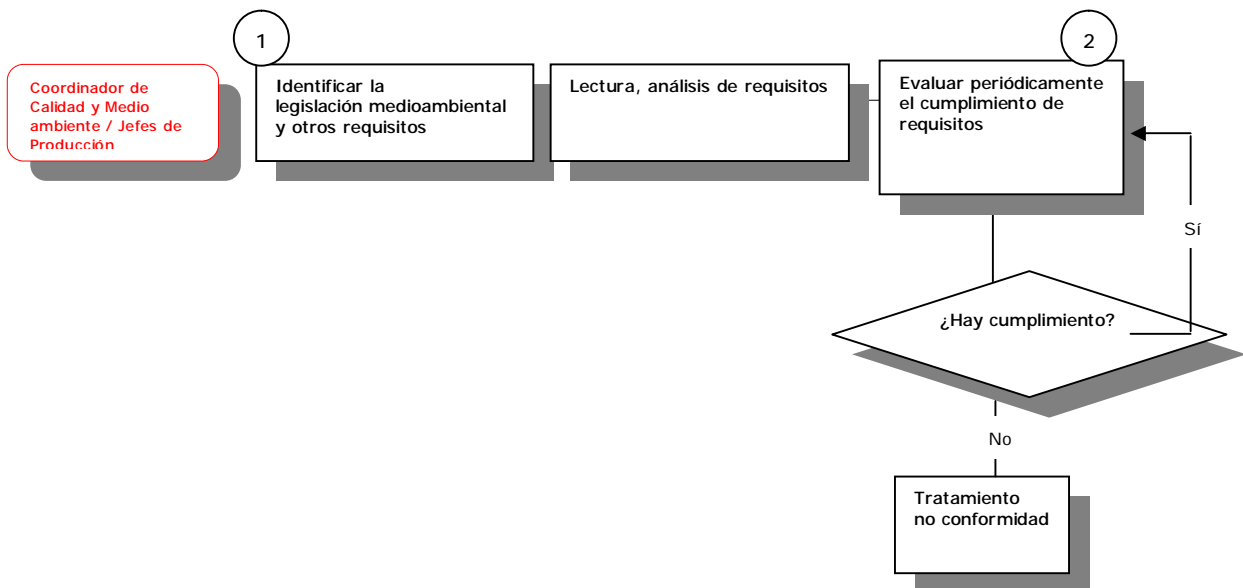 1
2
Coordinador de
Calidad y Medio
ambiente / Jefes de
Producción
Identificar la
legislación medioambiental
y otros requisitos
Lectura, análisis de requisitos
Evaluar periódicamente
el cumplimiento de
requisitos
Sí
¿Hay cumplimiento?
No
Tratamiento
no conformidad